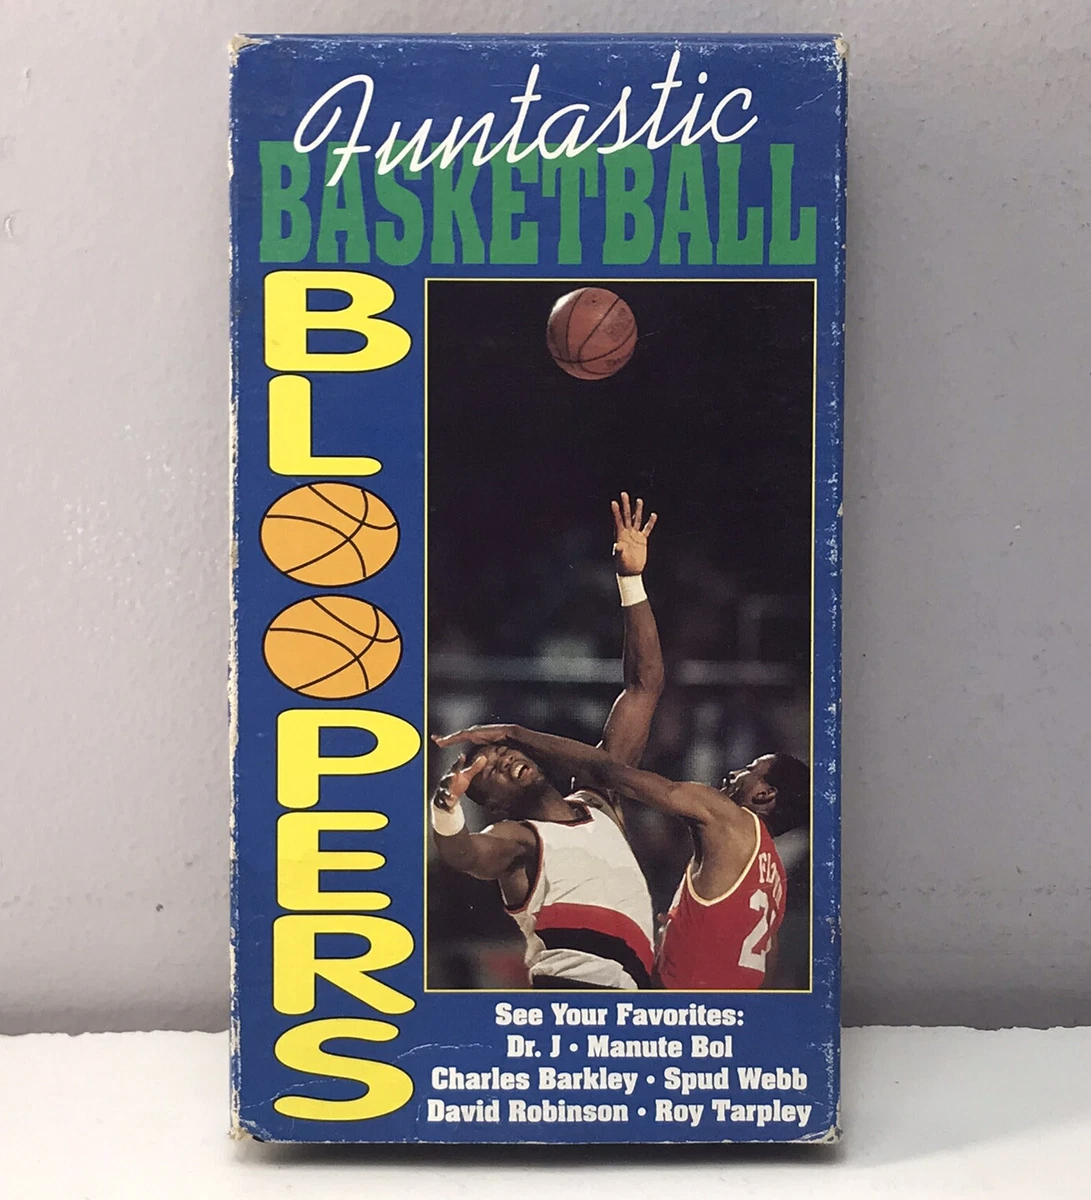 Funtastic
BASKETBALL
BLOOPERS
See Your Favorites:
Dr. J • Manute Bol
Charles Barkley • Spud Webb
David Robinson • Roy Tarpley